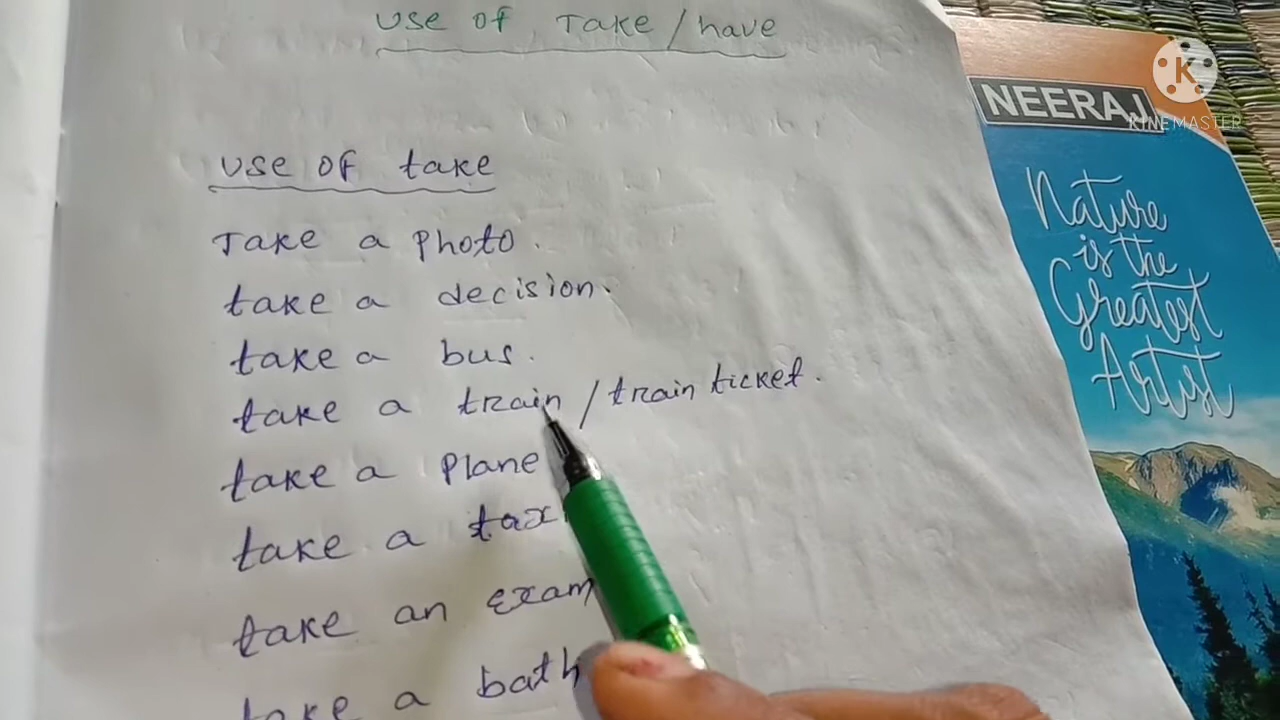 Use of Take / have
Use of take
Take a photo.
take a decision.
take a bus.
take a train / train ticket.
take a plane
take a tax
take an exam
take a bath
NEERAJ
K
KINEMASTER
Nature
is the
Greatest
Artist